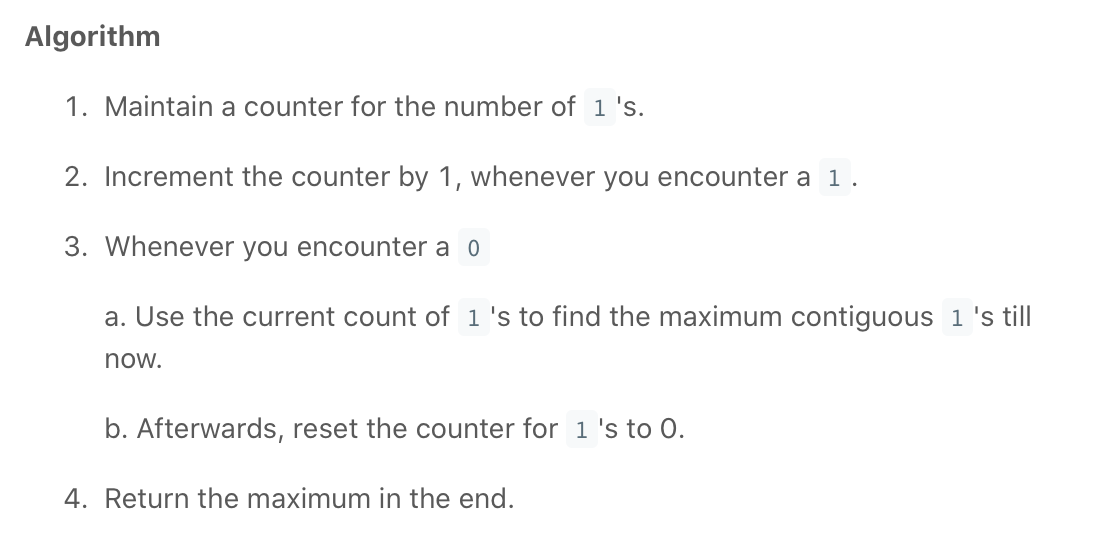 Algorithm
1. Maintain a counter for the number of 1 's.
2. Increment the counter by 1, whenever you encounter a 1 .
3. Whenever you encounter a 0
a. Use the current count of 1 's to find the maximum contiguous 1 's till
now.
b. Afterwards, reset the counter for 1 's to 0.
4. Return the maximum in the end.